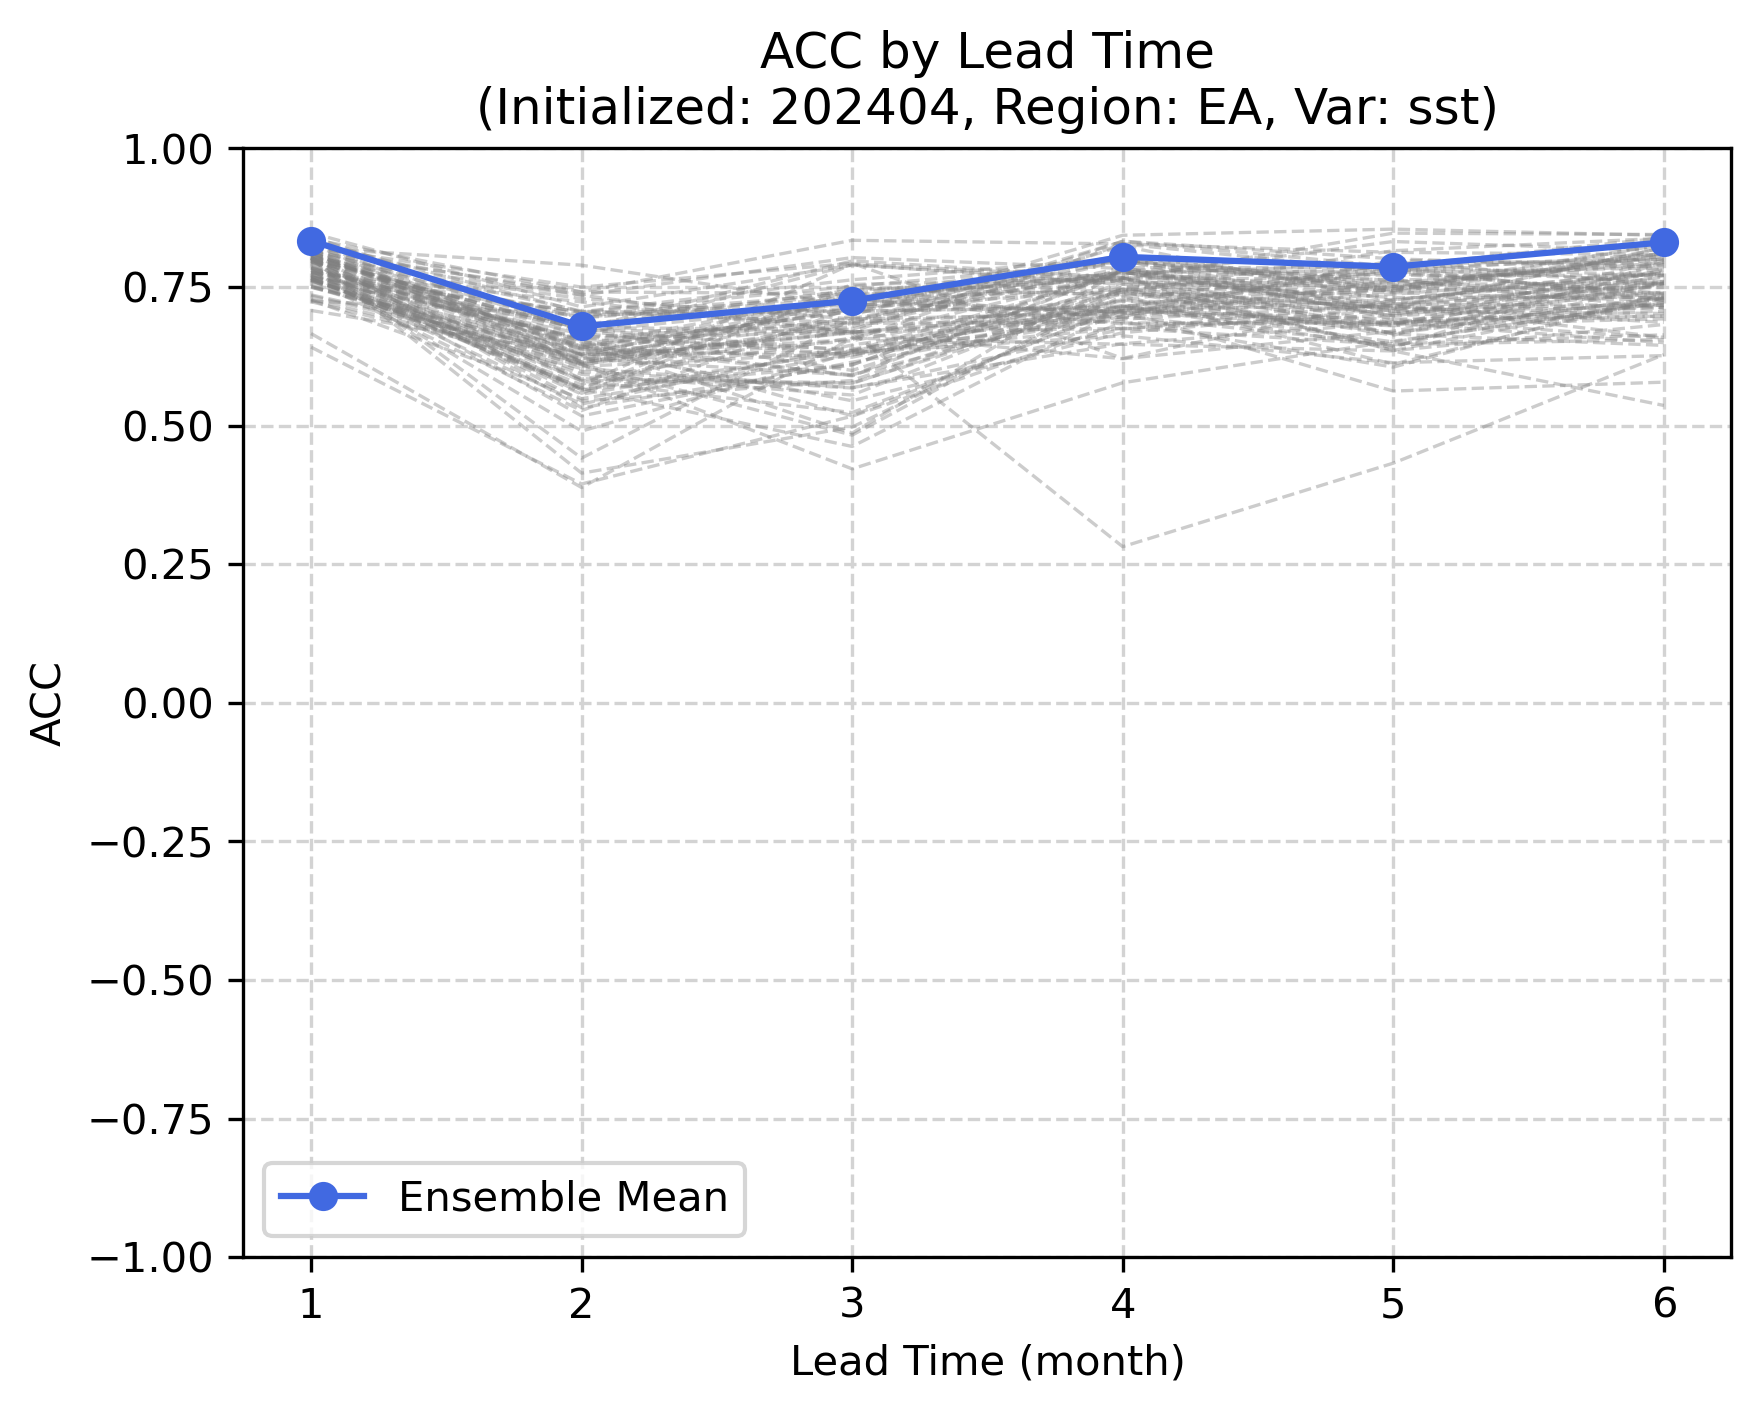 ACC by Lead Time
(Initialized: 202404, Region: EA, Var: sst)
1.00
0.75
0.50
0.25
0.00
−0.25
−0.50
−0.75
−1.00
ACC
Ensemble Mean
1 2 3 4 5 6
Lead Time (month)